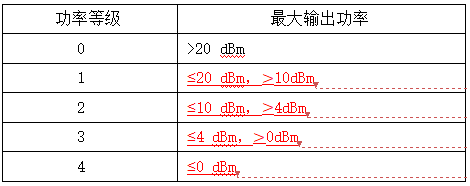 功率等级 最大输出功率
0 >20 dBm
1 ≤20 dBm, >10dBm
2 ≤10 dBm, >4dBm
3 ≤4 dBm, >0dBm
4 ≤0 dBm